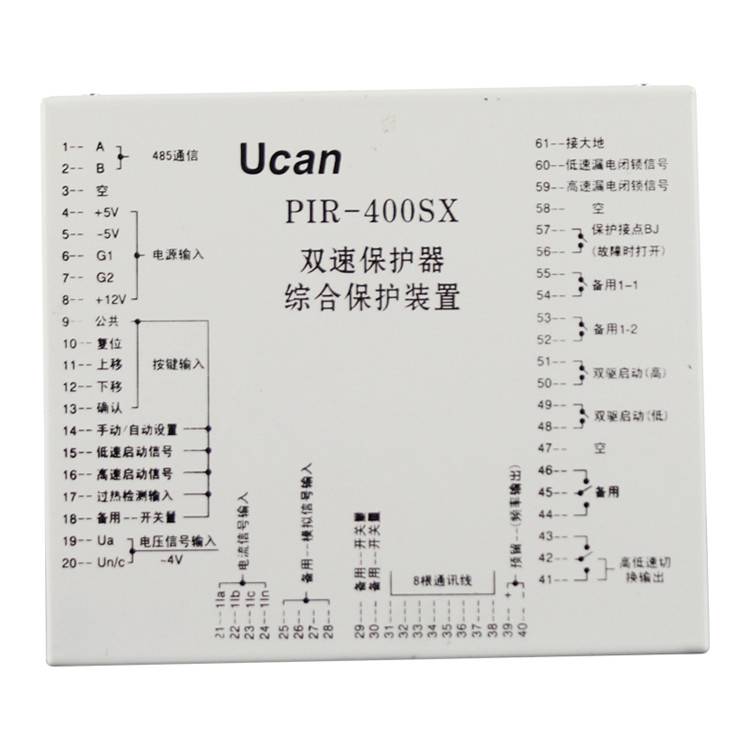 Ucan
PIR-400SX
双速保护器
综合保护装置
1-- A
2-- B
485通信
3-- 空
4-- +5V
5-- -5V
6-- G1
7-- G2
8-- +12V
电源输入
9-- 公共
10-- 复位
11-- 上移
12-- 下移
13-- 确认
按键输入
14-- 手动/自动设置
15-- 低速启动信号
16-- 高速启动信号
17-- 过热检测输入
18-- 备用--开关量
19-- Ua
20-- Un/c
电压信号输入
-4V
21--1Ia
22--1Ib
23--1Ic
24--1In
电流信号输入
25--
26--
27--
28--
备用--模拟信号输入
29-- 备用--开关量
30-- 备用--开关量
31--
32--
33--
34--
35--
36--
37--
38--
8根通讯线
39-- +
40-- -
预留--(频率输出)
61--接大地
60--低速漏电闭锁信号
59--高速漏电闭锁信号
58-- 空
57--
56--
保护接点BJ
(故障时打开)
55--
54--
备用1-1
53--
52--
备用1-2
51--
50--
双驱启动(高)
49--
48--
双驱启动(低)
47-- 空
46--
45--
44--
备用
43--
42--
41--
高低速切
换输出